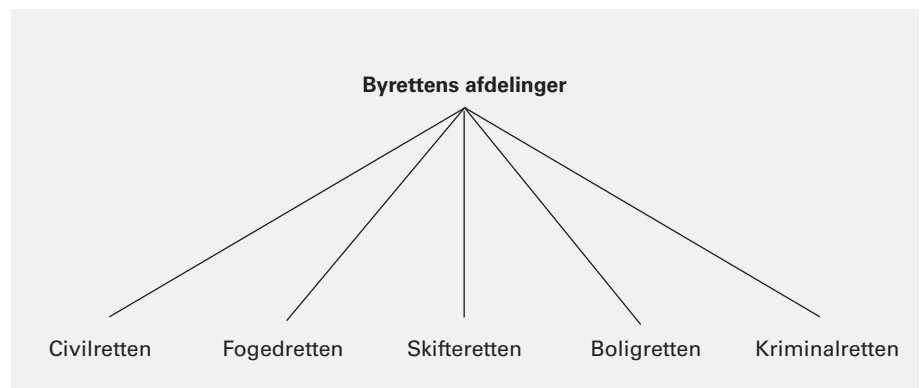 Byrettens afdelinger
Civilretten Fogedretten Skifteretten Boligretten Kriminalretten